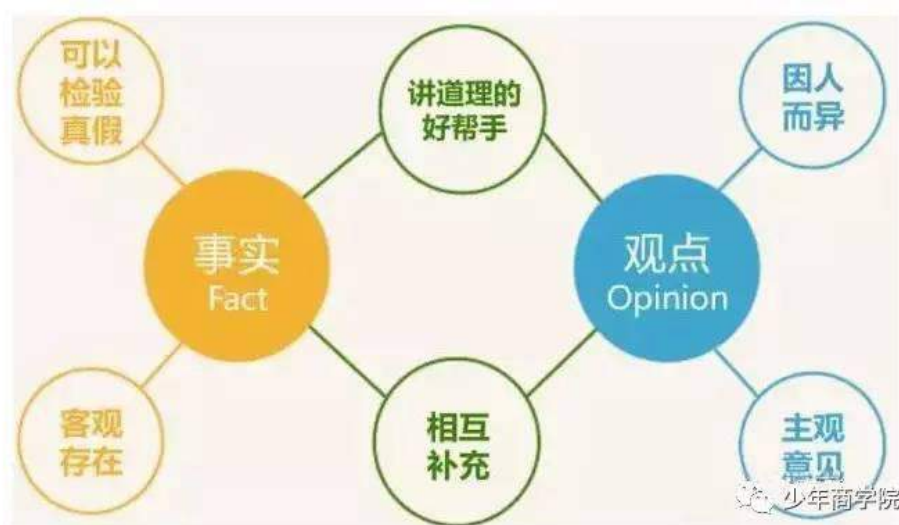 可以
检验
真假
讲道理的
好帮手
因人
而异
事实
Fact
观点
Opinion
客观
存在
相互
补充
主观
意见
少年商学院